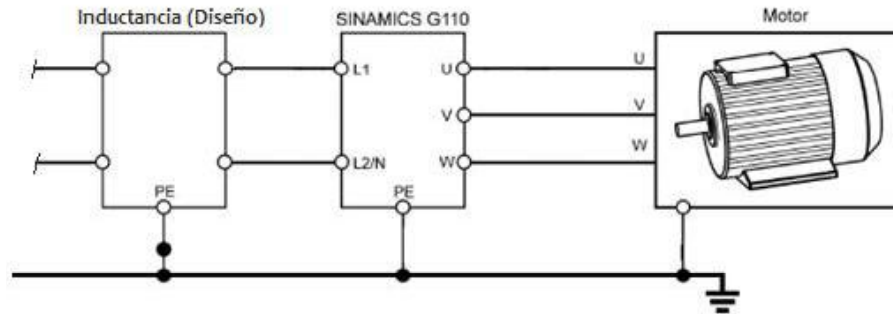 Inductancia (Diseño)
SINAMICS G110
Motor
L1
U
U
V
V
L2/N
W
W
PE
PE